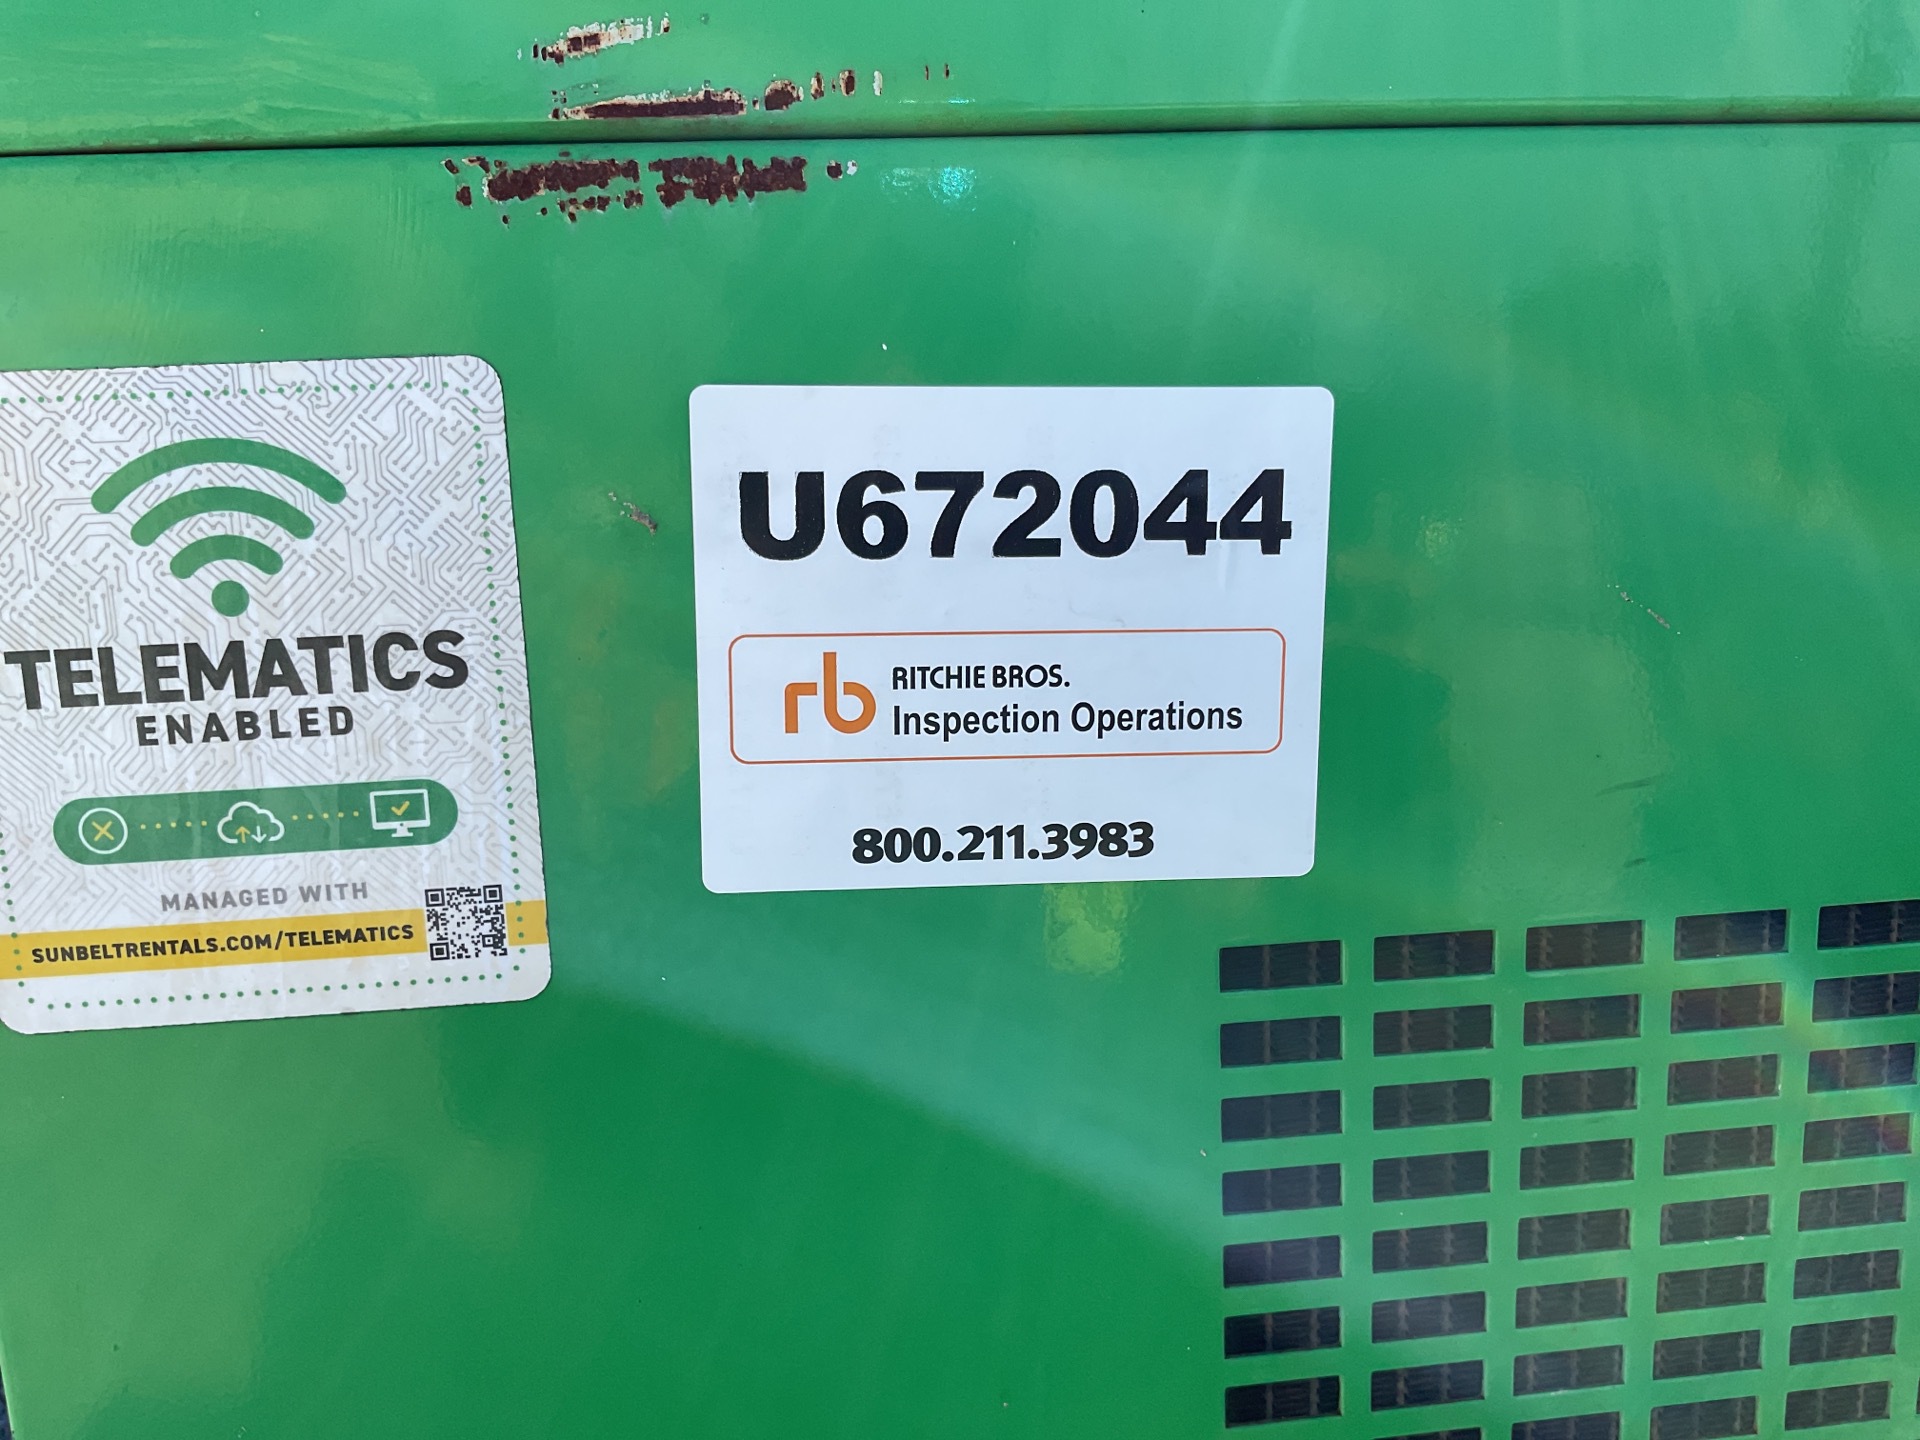 TELEMATICS
ENABLED
MANAGED WITH
SUNBELTRENTALS.COM/TELEMATICS
U672044
rb RITCHIE BROS.
Inspection Operations
800.211.3983